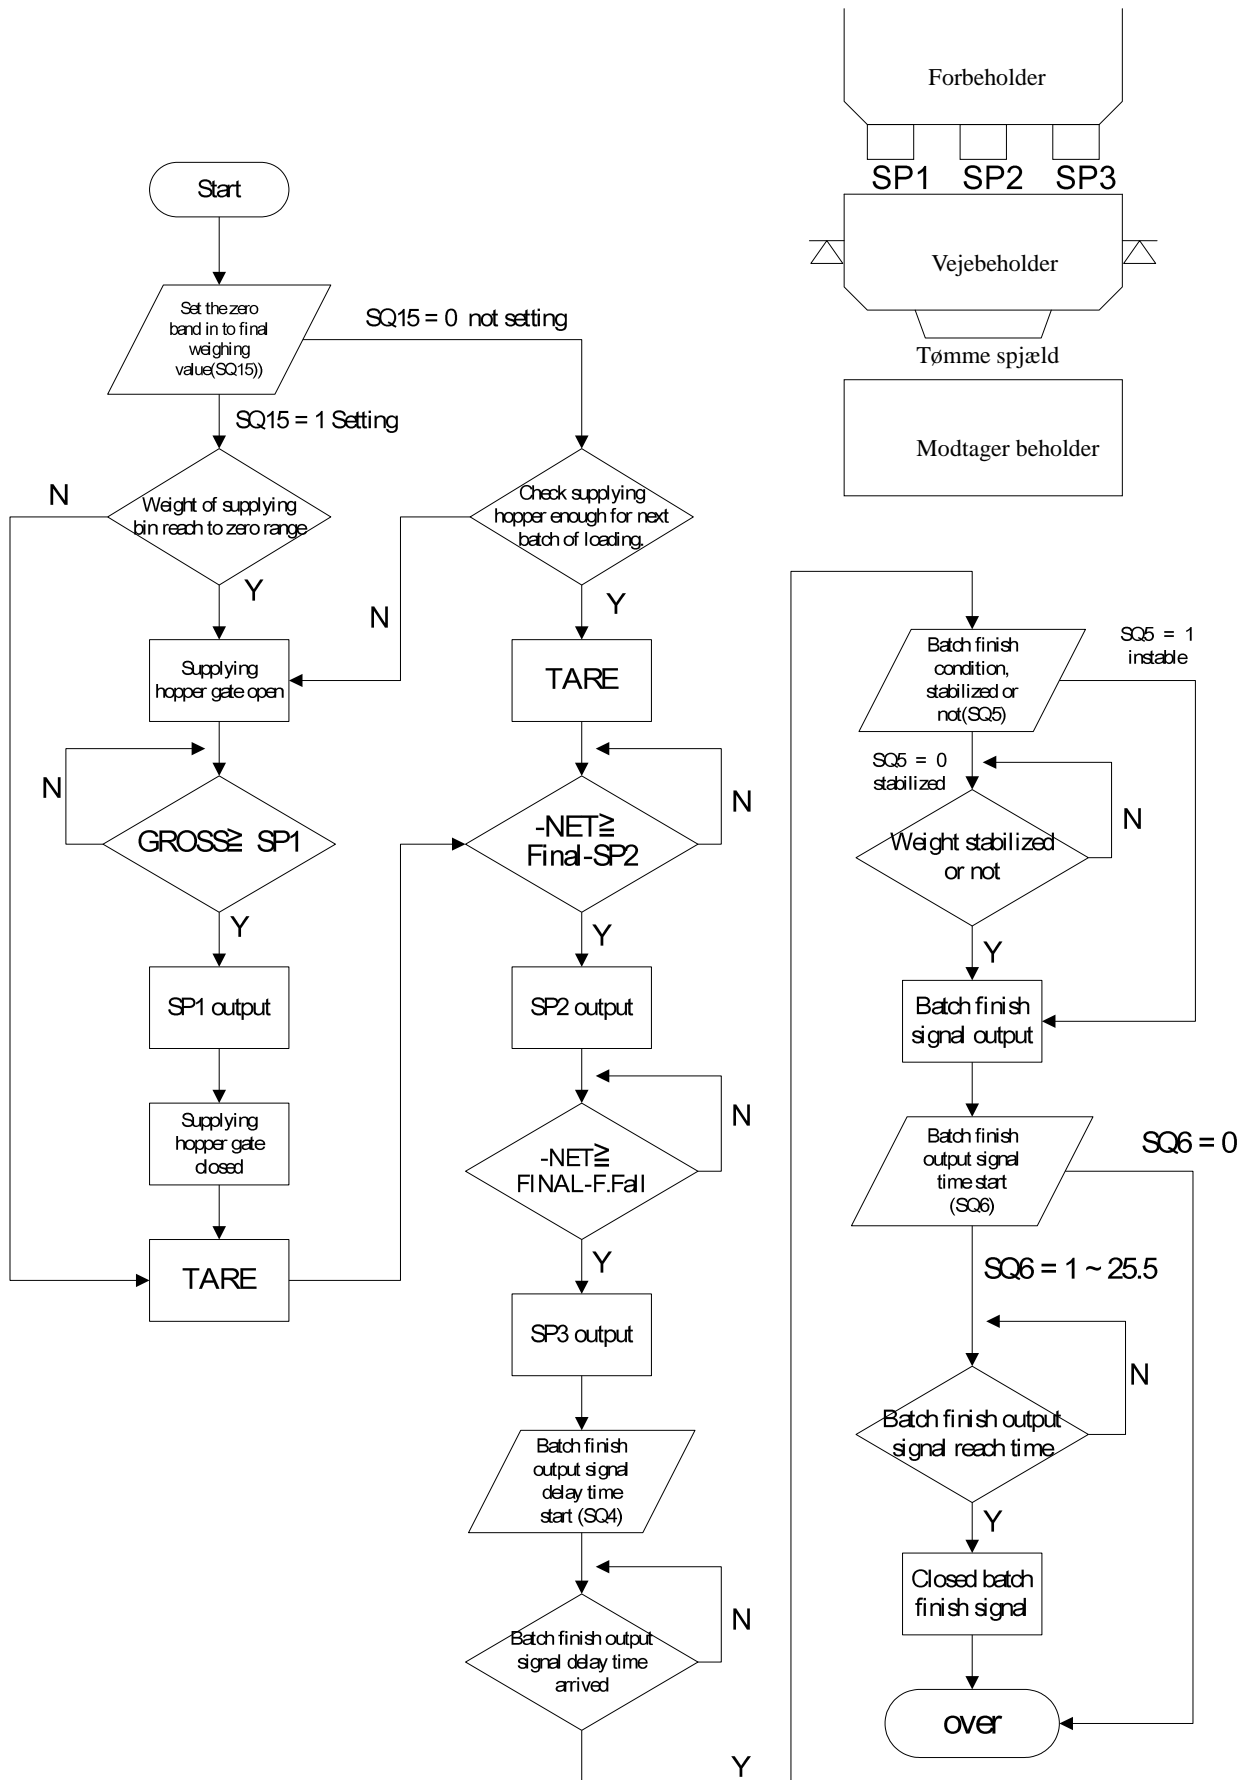 Forbeholder
SP1 SP2 SP3
Vejebeholder
Tømme spjæld
Modtager beholder
Start
Set the zero
band in to final
weighing
value(SQ15))
SQ15 = 0 not setting
SQ15 = 1 Setting
N
Weight of supplying
bin reach to zero range
Y
Check supplying
hopper enough for next
batch of loading.
N
Y
Supplying
hopper gate open
TARE
N
GROSS≧ SP1
Y
-NET≧
Final-SP2
N
Y
SP1 output
SP2 output
Supplying
hopper gate
closed
N
-NET≧
FINAL-F.Fall
Y
TARE
SP3 output
Batch finish
output signal
delay time
start (SQ4)
N
Batch finish output
signal delay time
arrived
Y
Batch finish
condition,
stabilized or
not(SQ5)
SQ5 = 1
instable
SQ5 = 0
stabilized
N
Weight stabilized
or not
Y
Batch finish
signal output
Batch finish
output signal
time start
(SQ6)
SQ6 = 0
SQ6 = 1 ~ 25.5
N
Batch finish output
signal reach time
Y
Closed batch
finish signal
over